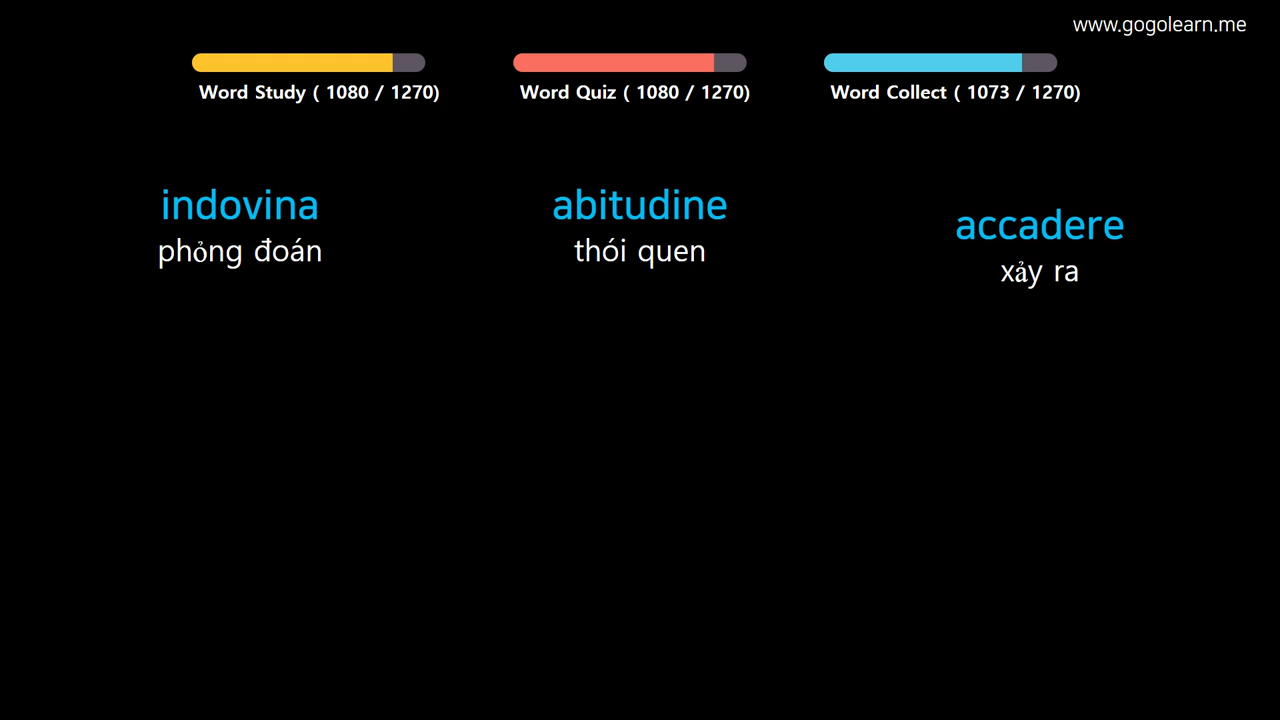 www.gogolearn.me
Word Study ( 1080 / 1270)
Word Quiz ( 1080 / 1270)
Word Collect ( 1073 / 1270)
indovina
phỏng đoán
abitudine
thói quen
accadere
xảy ra